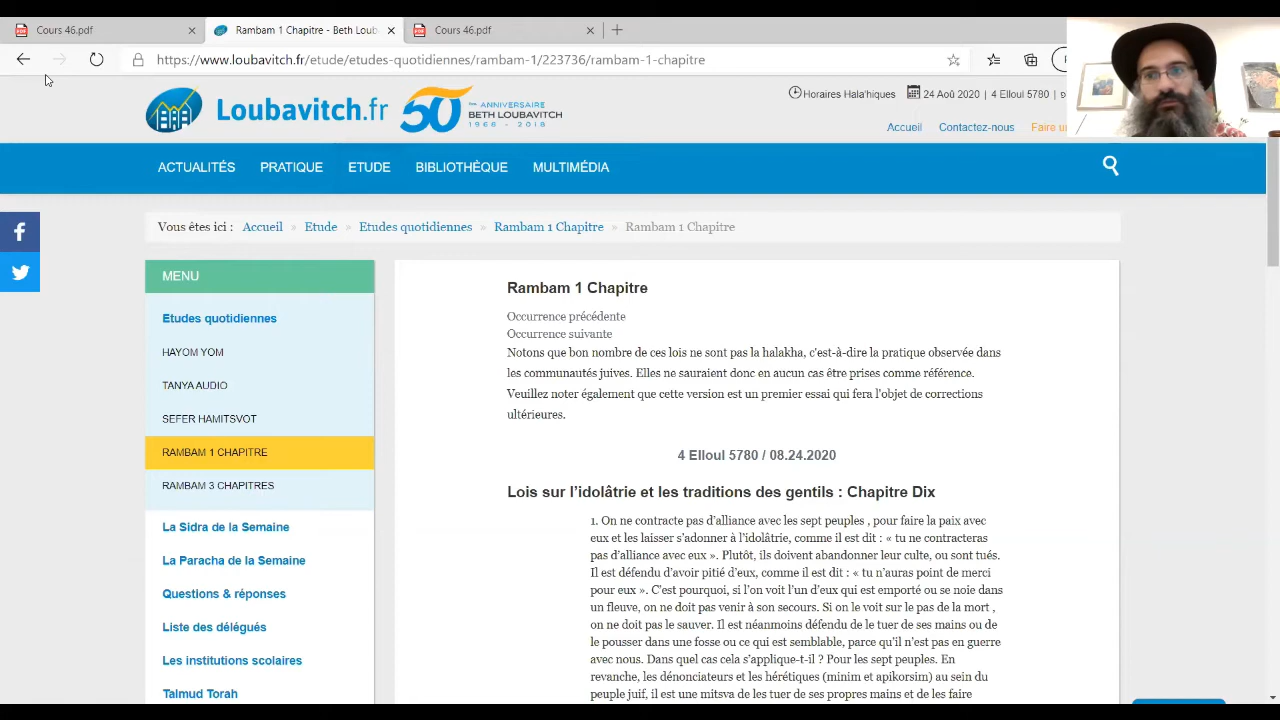 Cours 46.pdf
Rambam 1 Chapitre - Beth Loub
Cours 46.pdf
https://www.loubavitch.fr/etude/etudes-quotidiennes/rambam-1/223736/rambam-1-chapitre
Loubavitch.fr
50
ANNIVERSAIRE
BETH LOUBAVITCH
1968 - 2018
Horaires Hala'hiques
24 Aoû 2020 | 4 Elloul 5780 |
Accueil
Contactez-nous
Faire un
ACTUALITÉS
PRATIQUE
ETUDE
BIBLIOTHÈQUE
MULTIMÉDIA
Vous êtes ici : Accueil » Etude » Etudes quotidiennes » Rambam 1 Chapitre » Rambam 1 Chapitre
MENU
Etudes quotidiennes
HAYOM YOM
TANYA AUDIO
SEFER HAMITSVOT
RAMBAM 1 CHAPITRE
RAMBAM 3 CHAPITRES
La Sidra de la Semaine
La Paracha de la Semaine
Questions & réponses
Liste des délégués
Les institutions scolaires
Talmud Torah
Rambam 1 Chapitre
Occurrence précédente
Occurrence suivante
Notons que bon nombre de ces lois ne sont pas la halakha, c'est-à-dire la pratique observée dans
les communautés juives. Elles ne sauraient donc en aucun cas être prises comme référence.
Veuillez noter également que cette version est un premier essai qui fera l'objet de corrections
ultérieures.
4 Elloul 5780 / 08.24.2020
Lois sur l'idolâtrie et les traditions des gentils : Chapitre Dix
1. On ne contracte pas d'alliance avec les sept peuples , pour faire la paix avec
eux et les laisser s'adonner à l'idolâtrie, comme il est dit : « tu ne contracteras
pas d'alliance avec eux ». Plutôt, ils doivent abandonner leur culte, ou sont tués.
Il est défendu d'avoir pitié d'eux, comme il est dit : « tu n'auras point de merci
pour eux ». C'est pourquoi, si l'on voit l'un d'eux qui est emporté ou se noie dans
un fleuve, on ne doit pas venir à son secours. Si on le voit sur le pas de la mort ,
on ne doit pas le sauver. Il est néanmoins défendu de le tuer de ses mains ou de
le pousser dans une fosse ou ce qui est semblable, parce qu'il n'est pas en guerre
avec nous. Dans quel cas cela s'applique-t-il ? Pour les sept peuples. En
revanche, les dénonciateurs et les hérétiques (minim et apikorsim) au sein du
peuple juif, il est une mitsva de les tuer de ses propres mains et de les faire